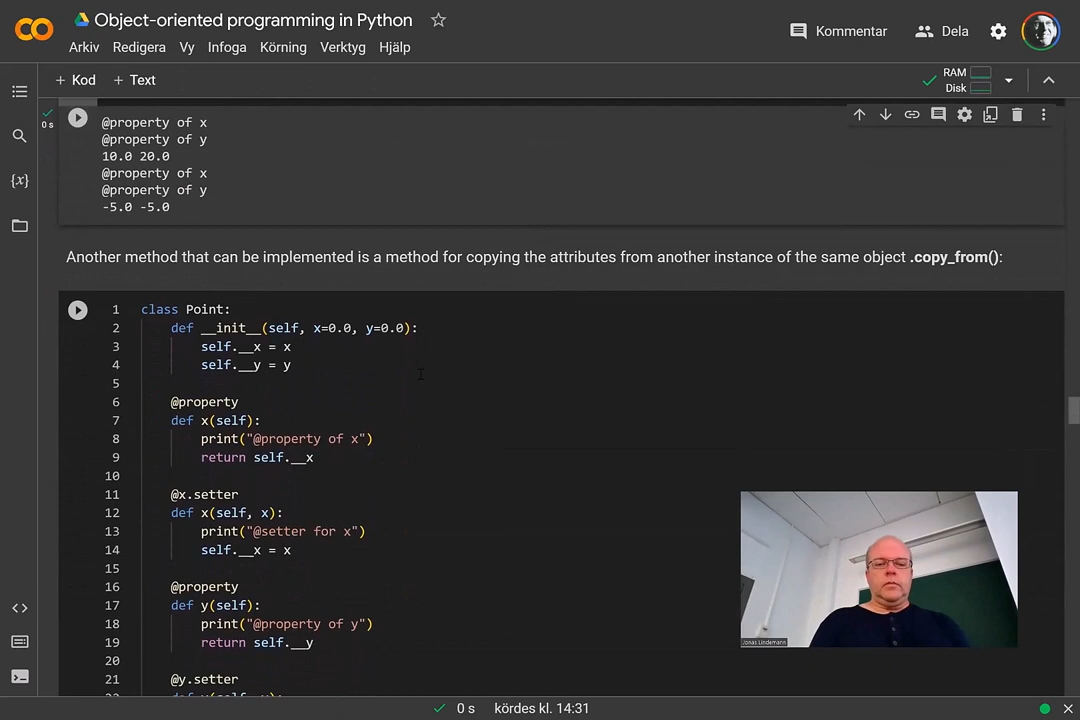 Object-oriented programming in Python
Arkiv Redigera Vy Infoga Körning Verktyg Hjälp
Kommentar Dela
+ Kod + Text
RAM
Disk
0 s
@property of x
@property of y
10.0 20.0
@property of x
@property of y
-5.0 -5.0
Another method that can be implemented is a method for copying the attributes from another instance of the same object .copy_from():
1 class Point:
2 def __init__(self, x=0.0, y=0.0):
3 self.__x = x
4 self.__y = y
5
6 @property
7 def x(self):
8 print("@property of x")
9 return self.__x
10
11 @x.setter
12 def x(self, x):
13 print("@setter for x")
14 self.__x = x
15
16 @property
17 def y(self):
18 print("@property of y")
19 return self.__y
20
21 @y.setter
Jonas Lindemann
0 s kördes kl. 14:31